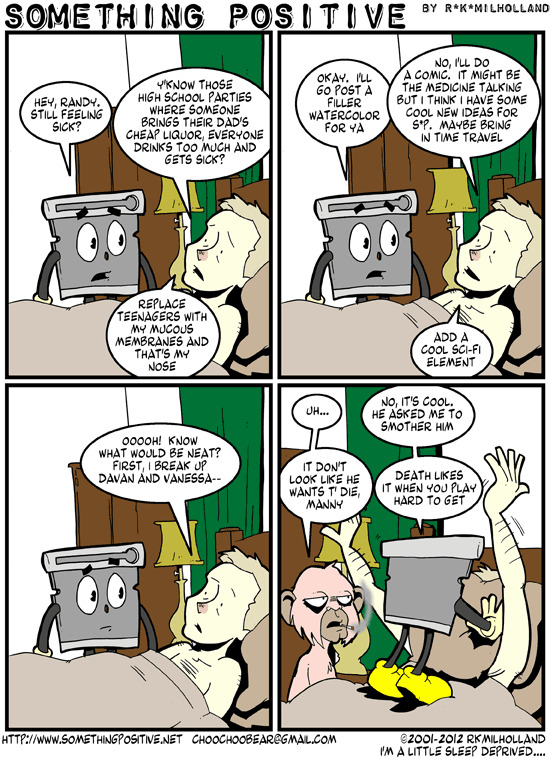 SOMETHING POSITIVE BY R*K*MILHOLLAND
HEY, RANDY.
STILL FEELING
SICK?
Y'KNOW THOSE
HIGH SCHOOL PARTIES
WHERE SOMEONE
BRINGS THEIR DAD'S
CHEAP LIQUOR, EVERYONE
DRINKS TOO MUCH AND
GETS SICK?
REPLACE
TEENAGERS WITH
MY MUCOUS
MEMBRANES AND
THAT'S MY
NOSE
OKAY. I'LL
GO POST A
FILLER
WATERCOLOR
FOR YA
NO, I'LL DO
A COMIC. IT MIGHT BE
THE MEDICINE TALKING
BUT I THINK I HAVE SOME
COOL NEW IDEAS FOR
S*P. MAYBE BRING
IN TIME TRAVEL
ADD A
COOL SCI-FI
ELEMENT
OOOOH! KNOW
WHAT WOULD BE NEAT?
FIRST, I BREAK UP
DAVAN AND VANESSA--
UH...
IT DON'T
LOOK LIKE HE
WANTS T' DIE,
MANNY
NO, IT'S COOL.
HE ASKED ME TO
SMOTHER HIM
DEATH LIKES
IT WHEN YOU PLAY
HARD TO GET
HTTP://WWW.SOMETHINGPOSITIVE.NET CHOOCHOOBEAR@GMAIL.COM ©2001-2012 RKMILHOLLAND
I'M A LITTLE SLEEP DEPRIVED....